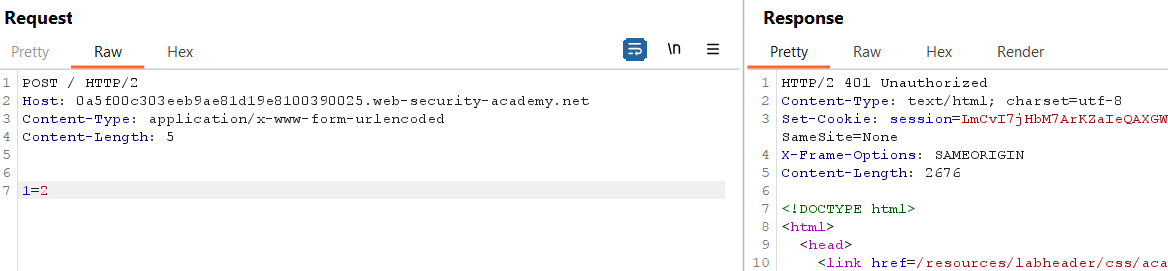 Request
Pretty Raw Hex
\n
1 POST / HTTP/2
2 Host: 0a5f00c303eeb9ae81d19e8100390025.web-security-academy.net
3 Content-Type: application/x-www-form-urlencoded
4 Content-Length: 5
5
6
7 1=2
Response
Pretty Raw Hex Render
1 HTTP/2 401 Unauthorized
2 Content-Type: text/html; charset=utf-8
3 Set-Cookie: session=LmCvI7jHbM7ArKZaIeQAXGW
SameSite=None
4 X-Frame-Options: SAMEORIGIN
5 Content-Length: 2676
6
7 <!DOCTYPE html>
8 <html>
9 <head>
10 <link href=/resources/labheader/css/aca